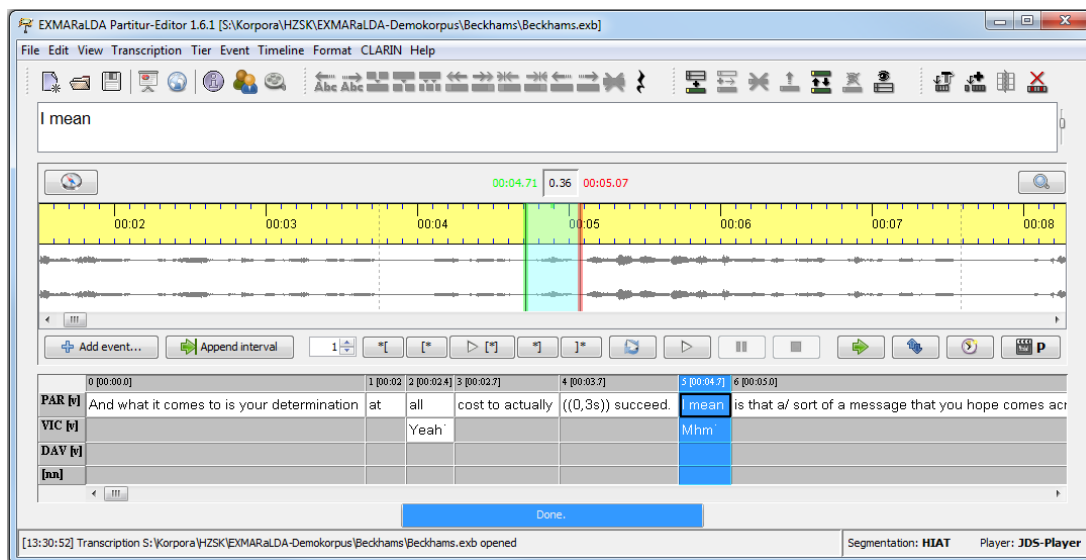 EXMARaLDA Partitur-Editor 1.6.1 [S:\Korpora\HZSK\EXMARaLDA-Demokorpus\Beckhams\Beckhams.exb]
File Edit View Transcription Tier Event Timeline Format CLARIN Help
Abc Abc
I mean
00:04.71 0.36 00:05.07
00:02 00:03 00:04 00:05 00:06 00:07 00:08
Add event... Append interval 1 *[ [* [*] *] ]* P
0 [00:00.0] 1 [00:02 2 [00:02.4] 3 [00:02.7] 4 [00:03.7] 5 [00:04.7] 6 [00:05.0]
PAR [v] And what it comes to is your determination at all cost to actually ((0,3s)) succeed. I mean is that a/ sort of a message that you hope comes acr
VIC [v] Yeah˙ Mhm˙
DAV [v]
[nn]
Done.
[13:30:52] Transcription S:\Korpora\HZSK\EXMARaLDA-Demokorpus\Beckhams\Beckhams.exb opened Segmentation: HIAT Player: JDS-Player